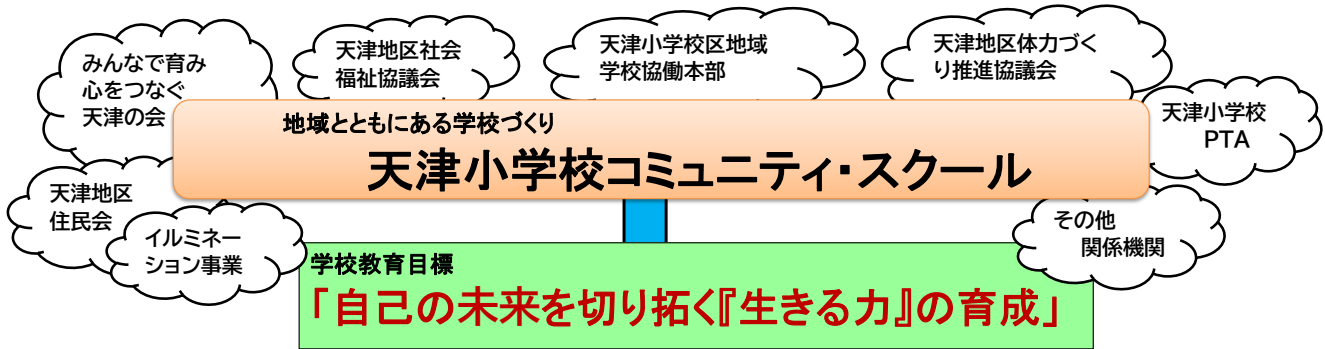 みんなで育み
心をつなぐ
天津の会
天津地区社会
福祉協議会
天津小学校区地域
学校協働本部
天津地区体力づく
り推進協議会
天津小学校
PTA
地域とともにある学校づくり
天津小学校コミュニティ・スクール
天津地区
住民会
イルミネー
ション事業
その他
関係機関
学校教育目標
「自己の未来を切り拓く『生きる力』の育成」